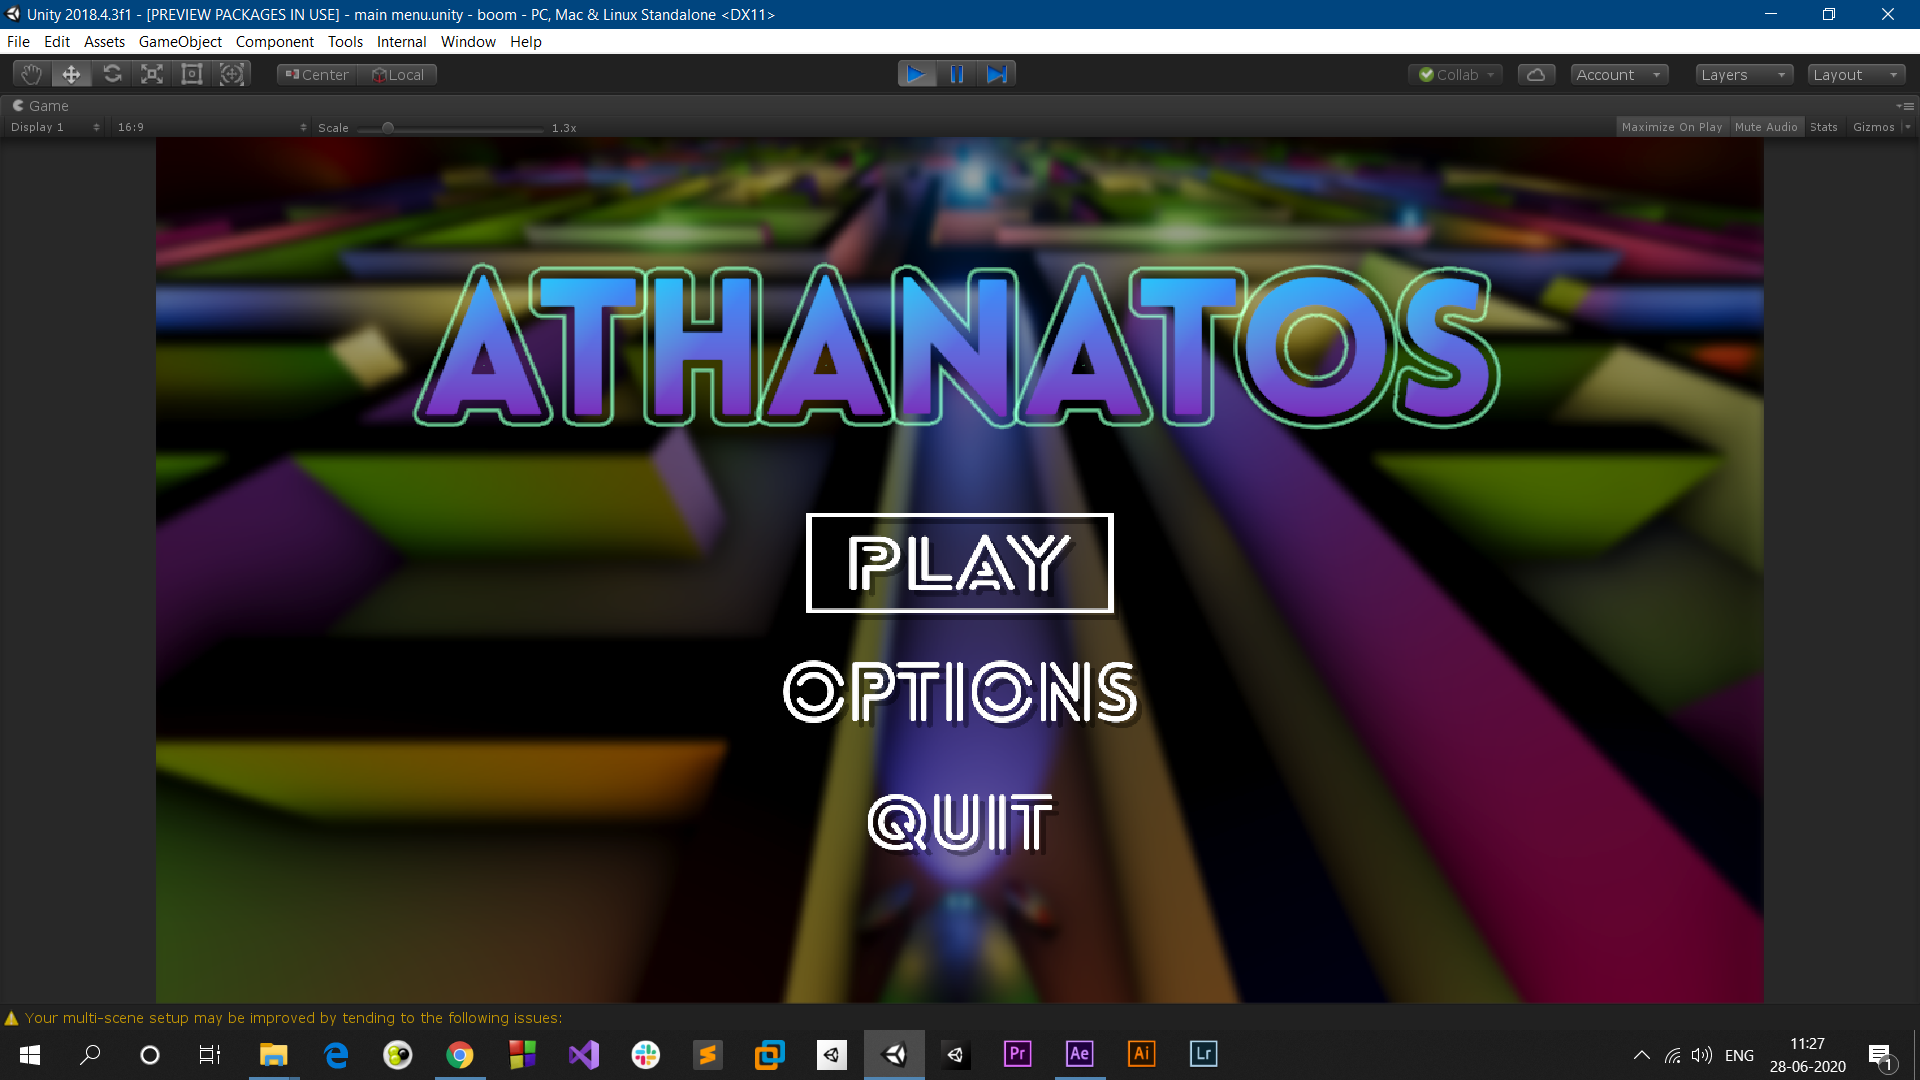 Unity 2018.4.3f1 - [PREVIEW PACKAGES IN USE] - main menu.unity - boom - PC, Mac & Linux Standalone <DX11>
File Edit Assets GameObject Component Tools Internal Window Help
Center Local Collab Account Layers Layout
Game
Display 1 16:9 Scale 1.3x Maximize On Play Mute Audio Stats Gizmos
ATHANATOS
PLAY
OPTIONS
QUIT
Your multi-scene setup may be improved by tending to the following issues:
Pr Ae Ai Lr
ENG
11:27
28-06-2020
1